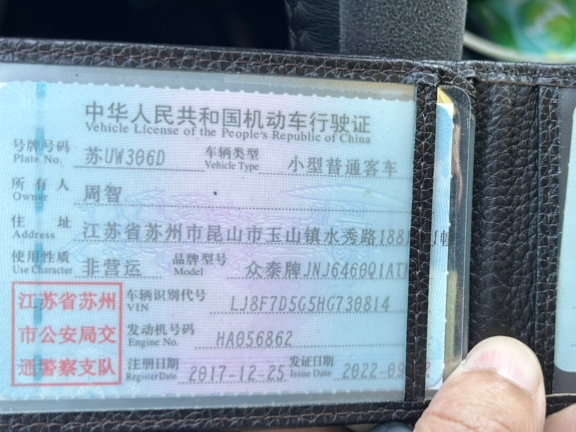 中华人民共和国机动车行驶证
Vehicle License of the People's Republic of China
号牌号码 苏UW306D 车辆类型 小型普通客车
Plate No. Vehicle Type
所有人 周智
Owner
住址 江苏省苏州市昆山市玉山镇水秀路188
Address
使用性质 非营运 品牌型号 众泰牌JNJ6460Q1AT
Use Character Model
江苏省苏州
市公安局交
通警察支队
车辆识别代号 LJ8F7D5G5HG730814
VIN
发动机号码 HA056862
Engine No.
注册日期 2017-12-25 发证日期 2022-09
Register Date Issue Date